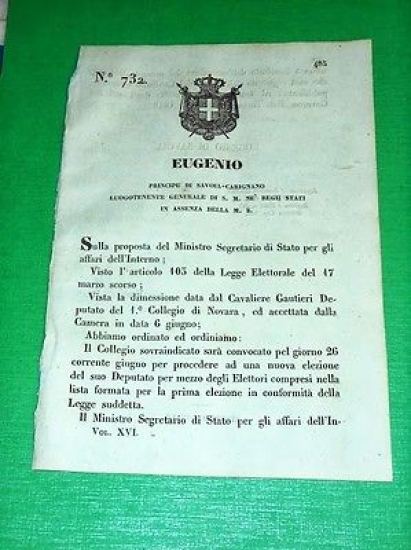 405
N.° 732.
EUGENIO
PRINCIPE DI SAVOIA-CARIGNANO
LUOGOTENENTE GENERALE DI S. M. NE' REGII STATI
IN ASSENZA DELLA M. S.
Sulla proposta del Ministro Segretario di Stato per gli
affari dell'Interno;
Visto l'articolo 105 della Legge Elettorale del 17
marzo scorso;
Vista la dimessione data dal Cavaliere Gautieri De-
putato del 1.° Collegio di Novara, ed accettata dalla
Camera in data 6 giugno;
Abbiamo ordinato ed ordiniamo:
Il Collegio sovraindicato sarà convocato pel giorno 26
corrente giugno per procedere ad una nuova elezione
del suo Deputato per mezzo degli Elettori compresi nella
lista formata per la prima elezione in conformità della
Legge suddetta.
Il Ministro Segretario di Stato per gli affari dell'In-
VOL. XVI.